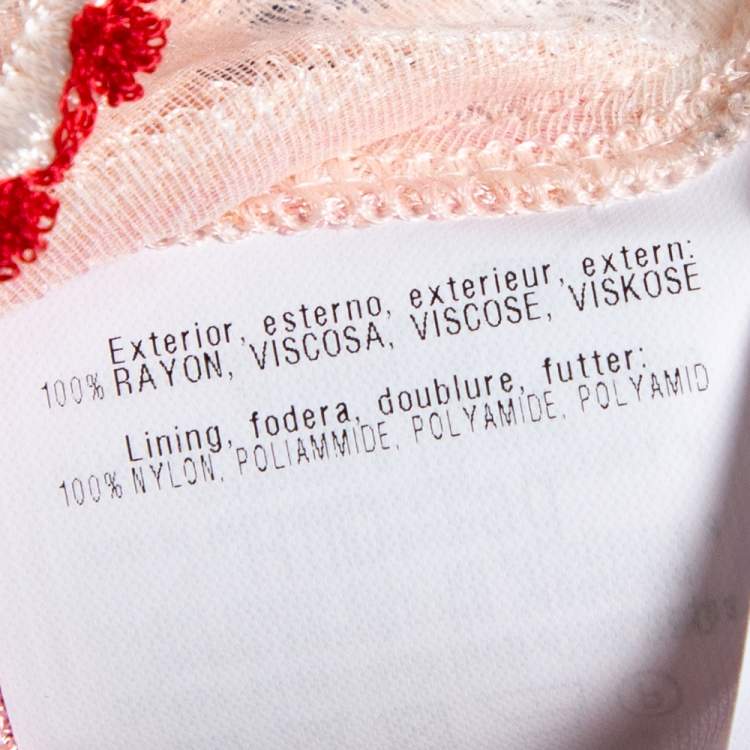 Exterior, esterno, exterieur, extern:
100% RAYON, VISCOSA, VISCOSE, VISKOSE
Lining, fodera, doublure, futter:
100% NYLON, POLIAMMIDE, POLYAMIDE, POLYAMID